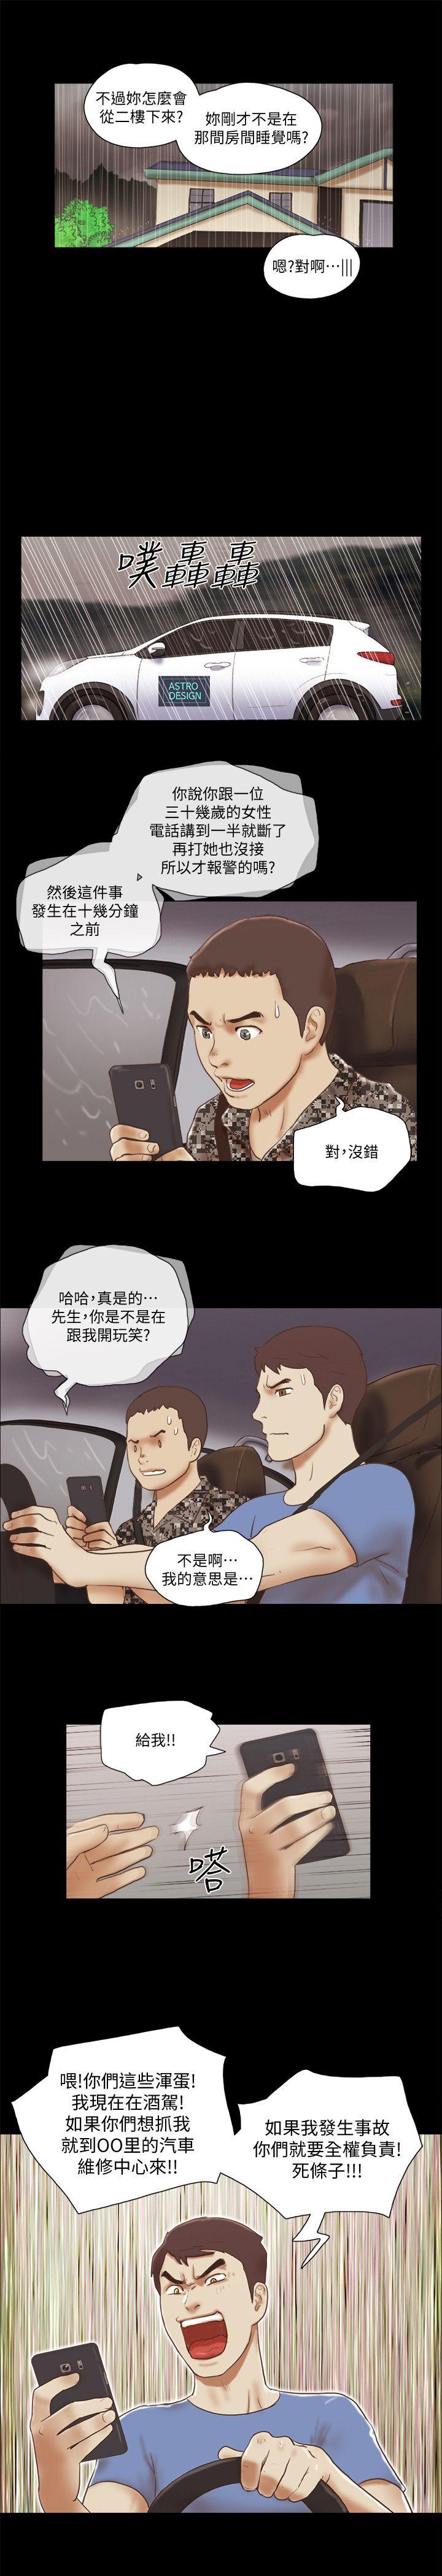 不過妳怎麼會
從二樓下來?
妳剛才不是在
那間房間睡覺嗎?
嗯?對啊…|||
噗轟轟
ASTRO
DESIGN
你說你跟一位
三十幾歲的女性
電話講到一半就斷了
再打她也沒接
所以才報警的嗎?
然後這件事
發生在十幾分鐘
之前
對,沒錯
哈哈,真是的…
先生,你是不是在
跟我開玩笑?
不是啊…
我的意思是…
給我!!
嗒
喂!你們這些渾蛋!
我現在在酒駕!
如果你們想抓我
就到OO里的汽車
維修中心來!!
如果我發生事故
你們就要全權負責!
死條子!!!